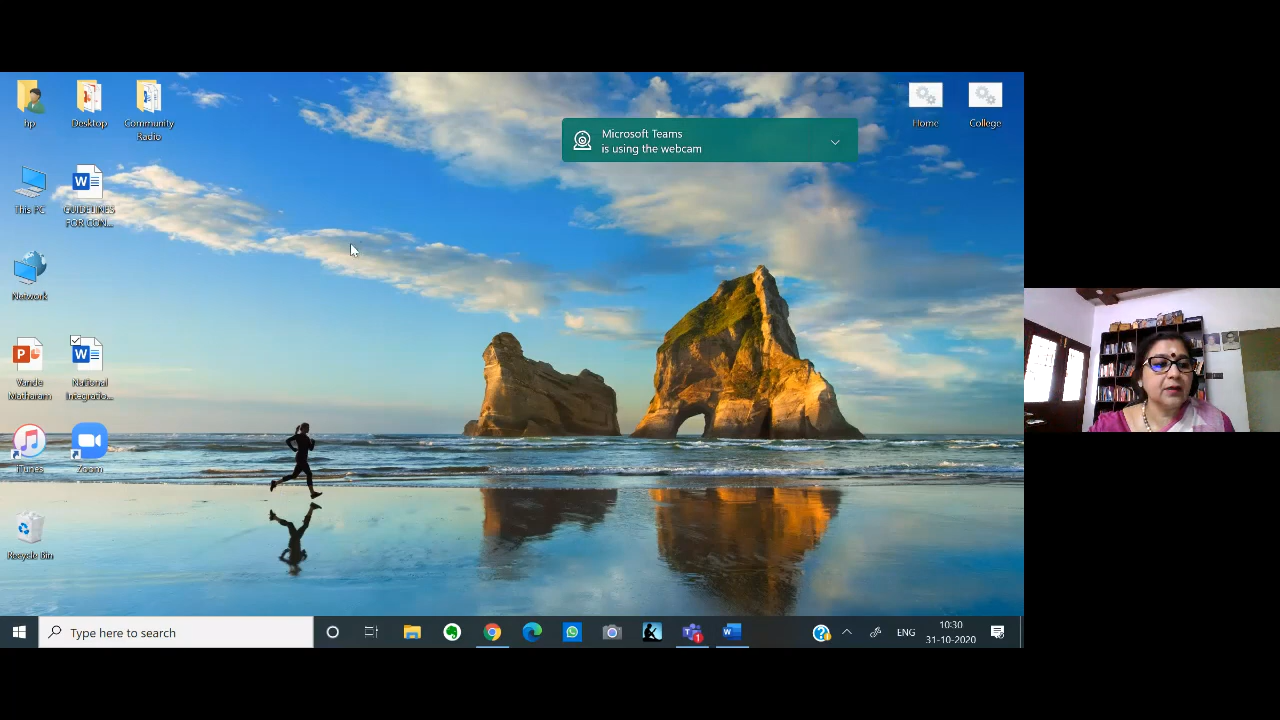 hp
Desktop
Community
Radio
Home
College
Microsoft Teams
is using the webcam
This PC
GUIDELINES
FOR CON...
Network
Vande
Matharam
National
Integratio...
iTunes
Zoom
Recycle Bin
Type here to search
ENG
10:30
31-10-2020